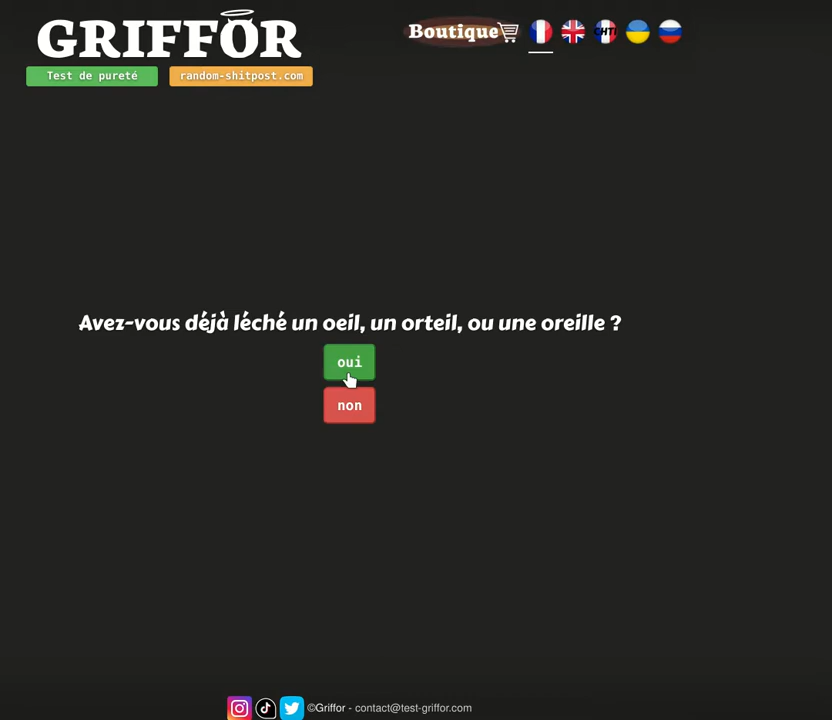 GRIFFÖR
Boutique
CHTI
Test de pureté
random-shitpost.com
Avez-vous déjà léché un oeil, un orteil, ou une oreille ?
oui
non
©Griffor - contact@test-griffor.com